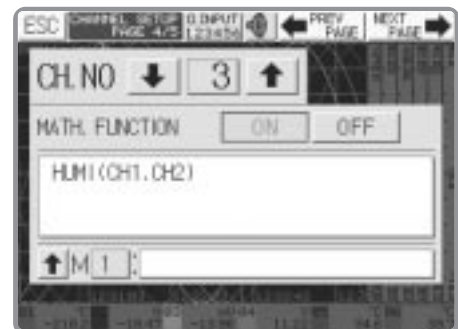 ESC CHANNEL SETUP PAGE 4/5 D.INPUT 123456 PREV PAGE NEXT PAGE
CH.NO 3
MATH. FUNCTION ON OFF
HUMI(CH1.CH2)
M 1 :